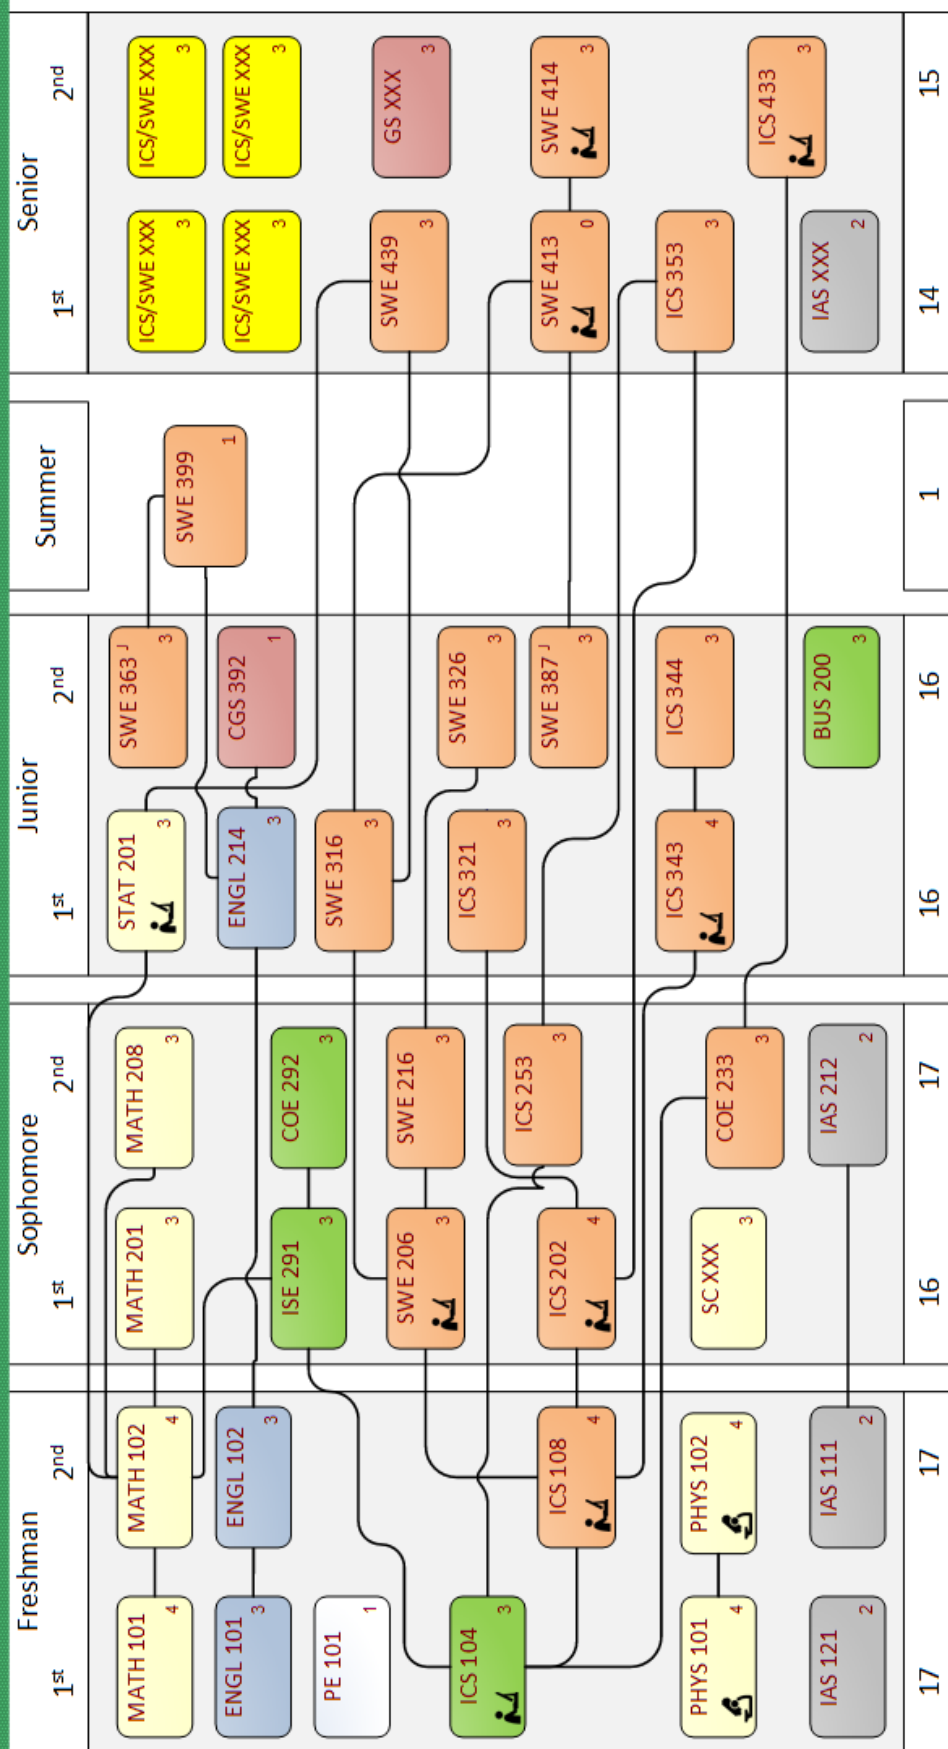 Freshman
Sophomore
Junior
Summer
Senior
1st
2nd
1st
2nd
1st
2nd
1st
2nd
MATH 101
4
ENGL 101
3
PE 101
1
ICS 104
3
PHYS 101
4
IAS 121
2
17
MATH 102
4
ENGL 102
3
ICS 108
4
PHYS 102
4
IAS 111
2
17
MATH 201
3
ISE 291
3
SWE 206
3
ICS 202
4
SC XXX
3
16
MATH 208
3
COE 292
3
SWE 216
3
ICS 253
3
COE 233
3
IAS 212
2
17
STAT 201
3
ENGL 214
3
SWE 316
3
ICS 321
3
ICS 343
4
16
SWE 363 J
3
CGS 392
1
SWE 326
3
SWE 387 J
3
ICS 344
3
BUS 200
3
16
SWE 399
1
1
ICS/SWE XXX
3
ICS/SWE XXX
3
SWE 439
3
SWE 413
0
ICS 353
3
IAS XXX
2
14
ICS/SWE XXX
3
ICS/SWE XXX
3
GS XXX
3
SWE 414
3
ICS 433
3
15